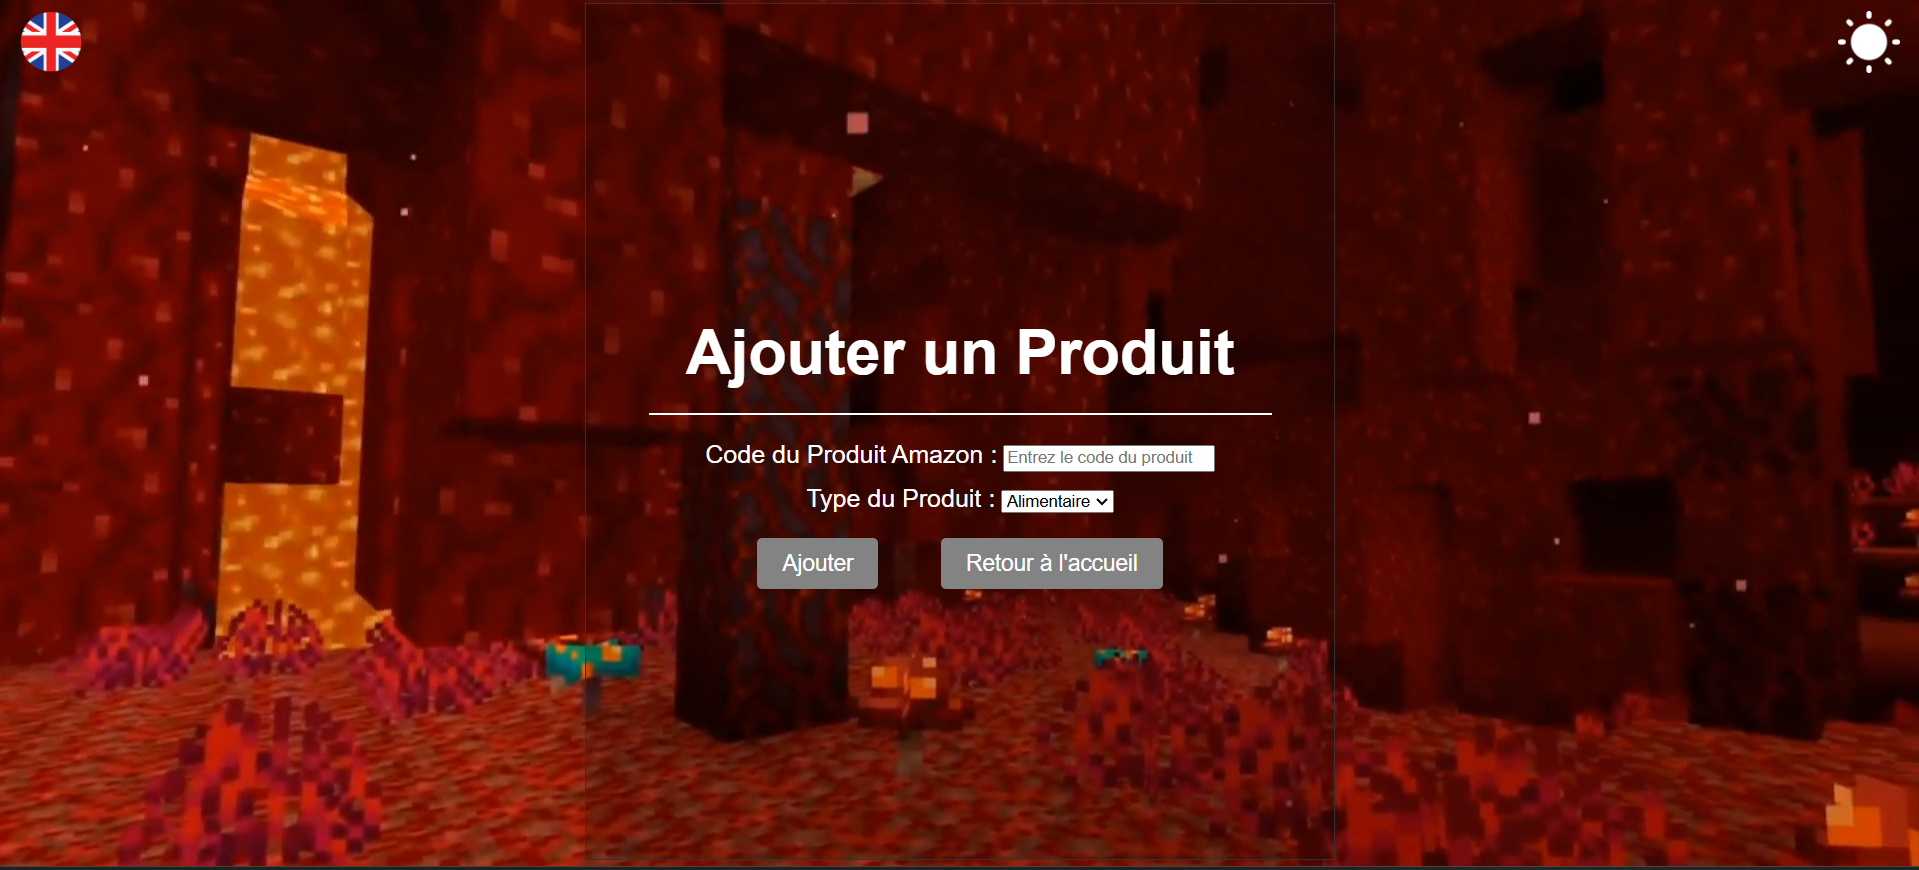 Ajouter un Produit
Code du Produit Amazon : Entrez le code du produit
Type du Produit : Alimentaire
Ajouter Retour à l'accueil